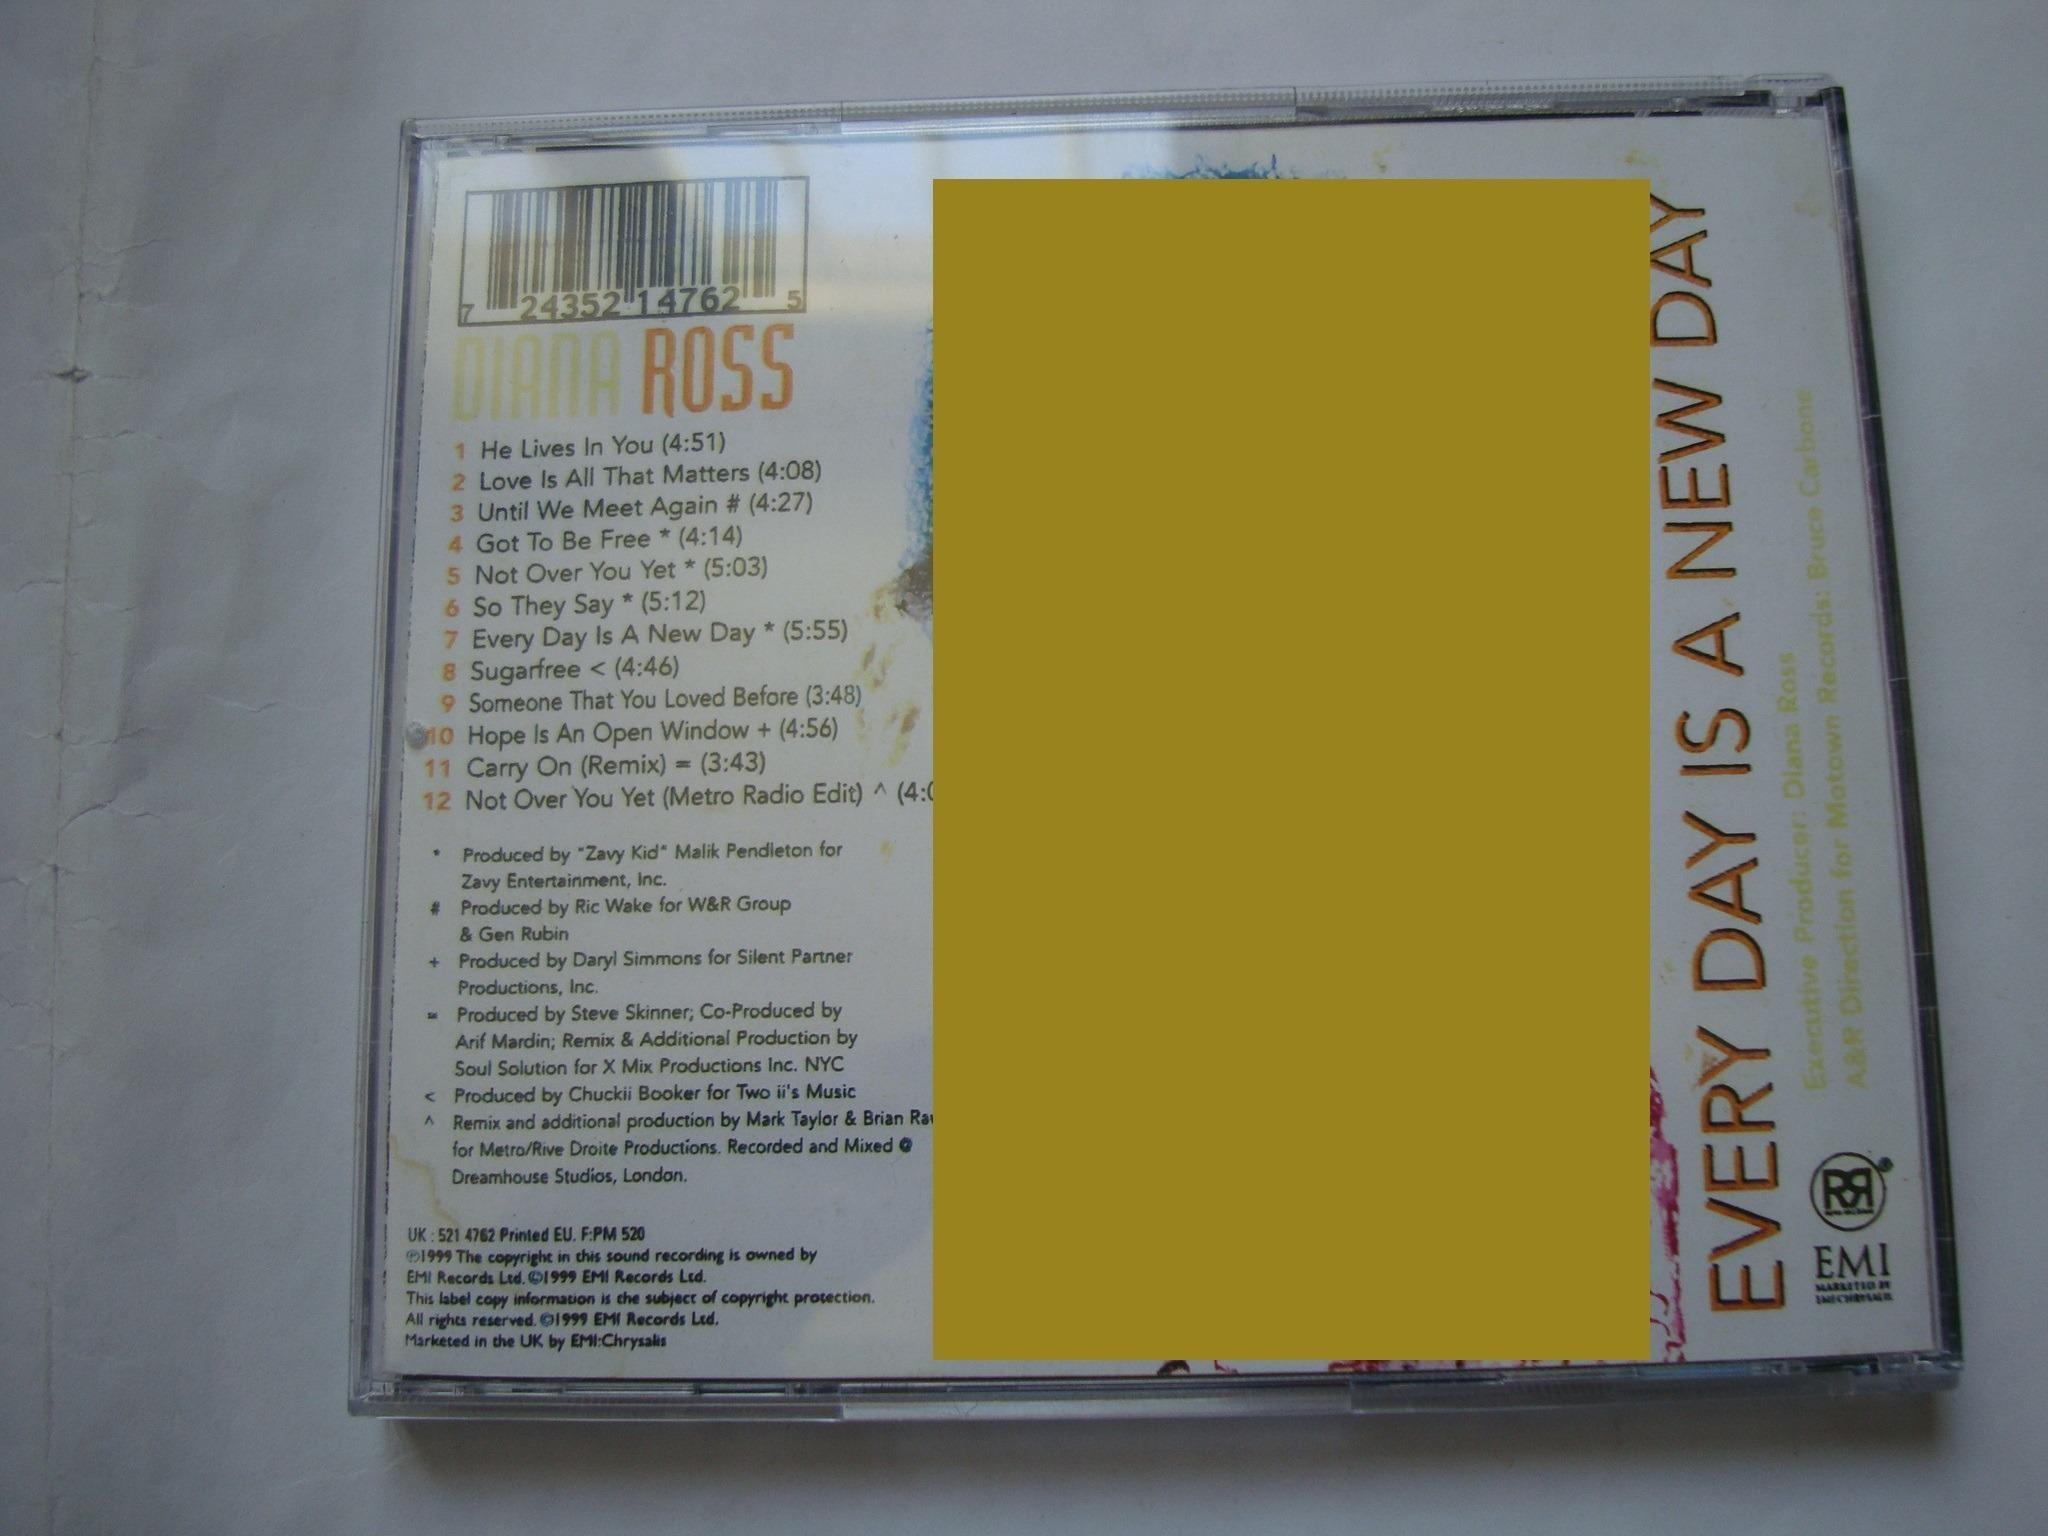 7 24352 14762 5
DIANA ROSS
1 He Lives In You (4:51)
2 Love Is All That Matters (4:08)
3 Until We Meet Again # (4:27)
4 Got To Be Free * (4:14)
5 Not Over You Yet * (5:03)
6 So They Say * (5:12)
7 Every Day Is A New Day * (5:55)
8 Sugarfree < (4:46)
9 Someone That You Loved Before (3:48)
10 Hope Is An Open Window + (4:56)
11 Carry On (Remix) = (3:43)
12 Not Over You Yet (Metro Radio Edit) ^
* Produced by "Zavy Kid" Malik Pendleton for
Zavy Entertainment, Inc.
# Produced by Ric Wake for W&R Group
& Gen Rubin
+ Produced by Daryl Simmons for Silent Partner
Productions, Inc.
= Produced by Steve Skinner; Co-Produced by
Arif Mardin; Remix & Additional Production by
Soul Solution for X Mix Productions Inc. NYC
< Produced by Chuckii Booker for Two ii's Music
^ Remix and additional production by Mark Taylor & Brian
for Metro/Rive Droite Productions. Recorded and Mixed @
Dreamhouse Studios, London.
UK : 521 4762 Printed EU. F:PM 520
℗1999 The copyright in this sound recording is owned by
EMI Records Ltd. ©1999 EMI Records Ltd.
This label copy information is the subject of copyright protection.
All rights reserved. ©1999 EMI Records Ltd.
Marketed in the UK by EMI:Chrysalis
EVERY DAY IS A NEW DAY
Executive Producer: Diana Ross
A&R Direction for Motown Records: Bruce Carbone
EMI
MARKETED BY
EMI:CHRYSALIS